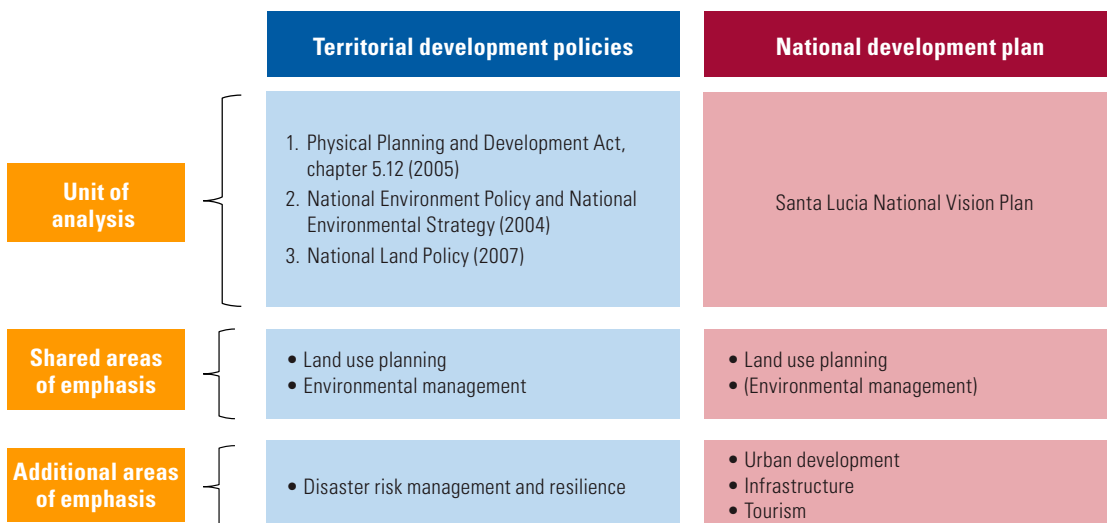 Territorial development policies
National development plan
Unit of
analysis
1. Physical Planning and Development Act,
chapter 5.12 (2005)
2. National Environment Policy and National
Environmental Strategy (2004)
3. National Land Policy (2007)
Santa Lucia National Vision Plan
Shared areas
of emphasis
• Land use planning
• Environmental management
• Land use planning
• (Environmental management)
Additional areas
of emphasis
• Disaster risk management and resilience
• Urban development
• Infrastructure
• Tourism